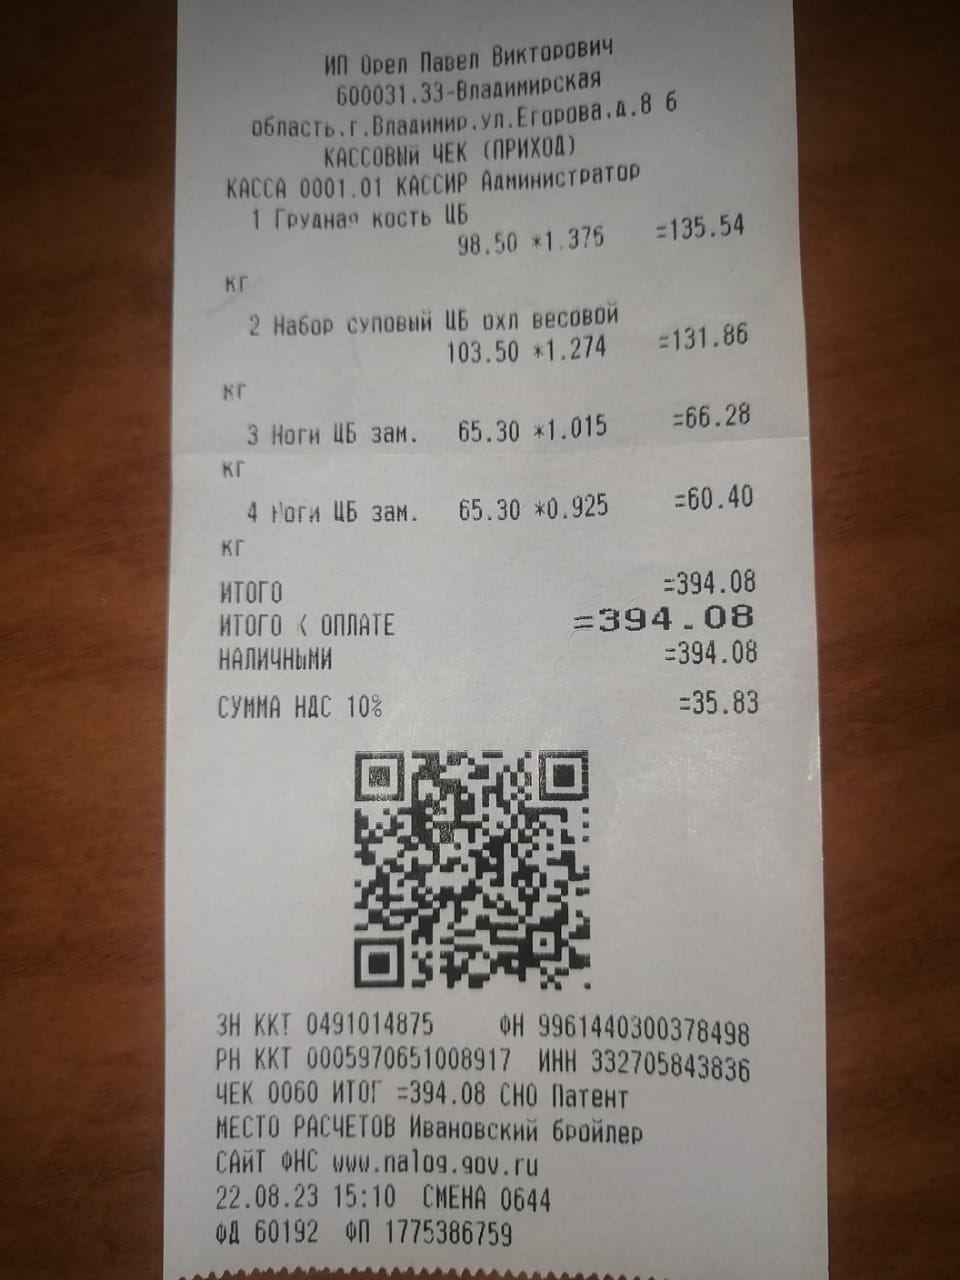 ИП Орел Павел Викторович
600031.33-Владимирская
область.г.Владимир.ул.Егорова.д.8 б
КАССОВЫЙ ЧЕК (ПРИХОД)
КАССА 0001.01 КАССИР Администратор
1 Грудная кость ЦБ
98.50 *1.376 =135.54
кг
2 Набор суповый ЦБ охл весовой
103.50 *1.274 =131.86
кг
3 Ноги ЦБ зам. 65.30 *1.015 =66.28
кг
4 Ноги ЦБ зам. 65.30 *0.925 =60.40
кг
ИТОГО =394.08
ИТОГО К ОПЛАТЕ =394.08
НАЛИЧНЫМИ =394.08
СУММА НДС 10% =35.83
ЗН ККТ 0491014875 ФН 9961440300378498
РН ККТ 0005970651008917 ИНН 332705843836
ЧЕК 0060 ИТОГ =394.08 СНО Патент
МЕСТО РАСЧЕТОВ Ивановский бройлер
САЙТ ФНС www.nalog.gov.ru
22.08.23 15:10 СМЕНА 0644
ФД 60192 ФП 1775386759